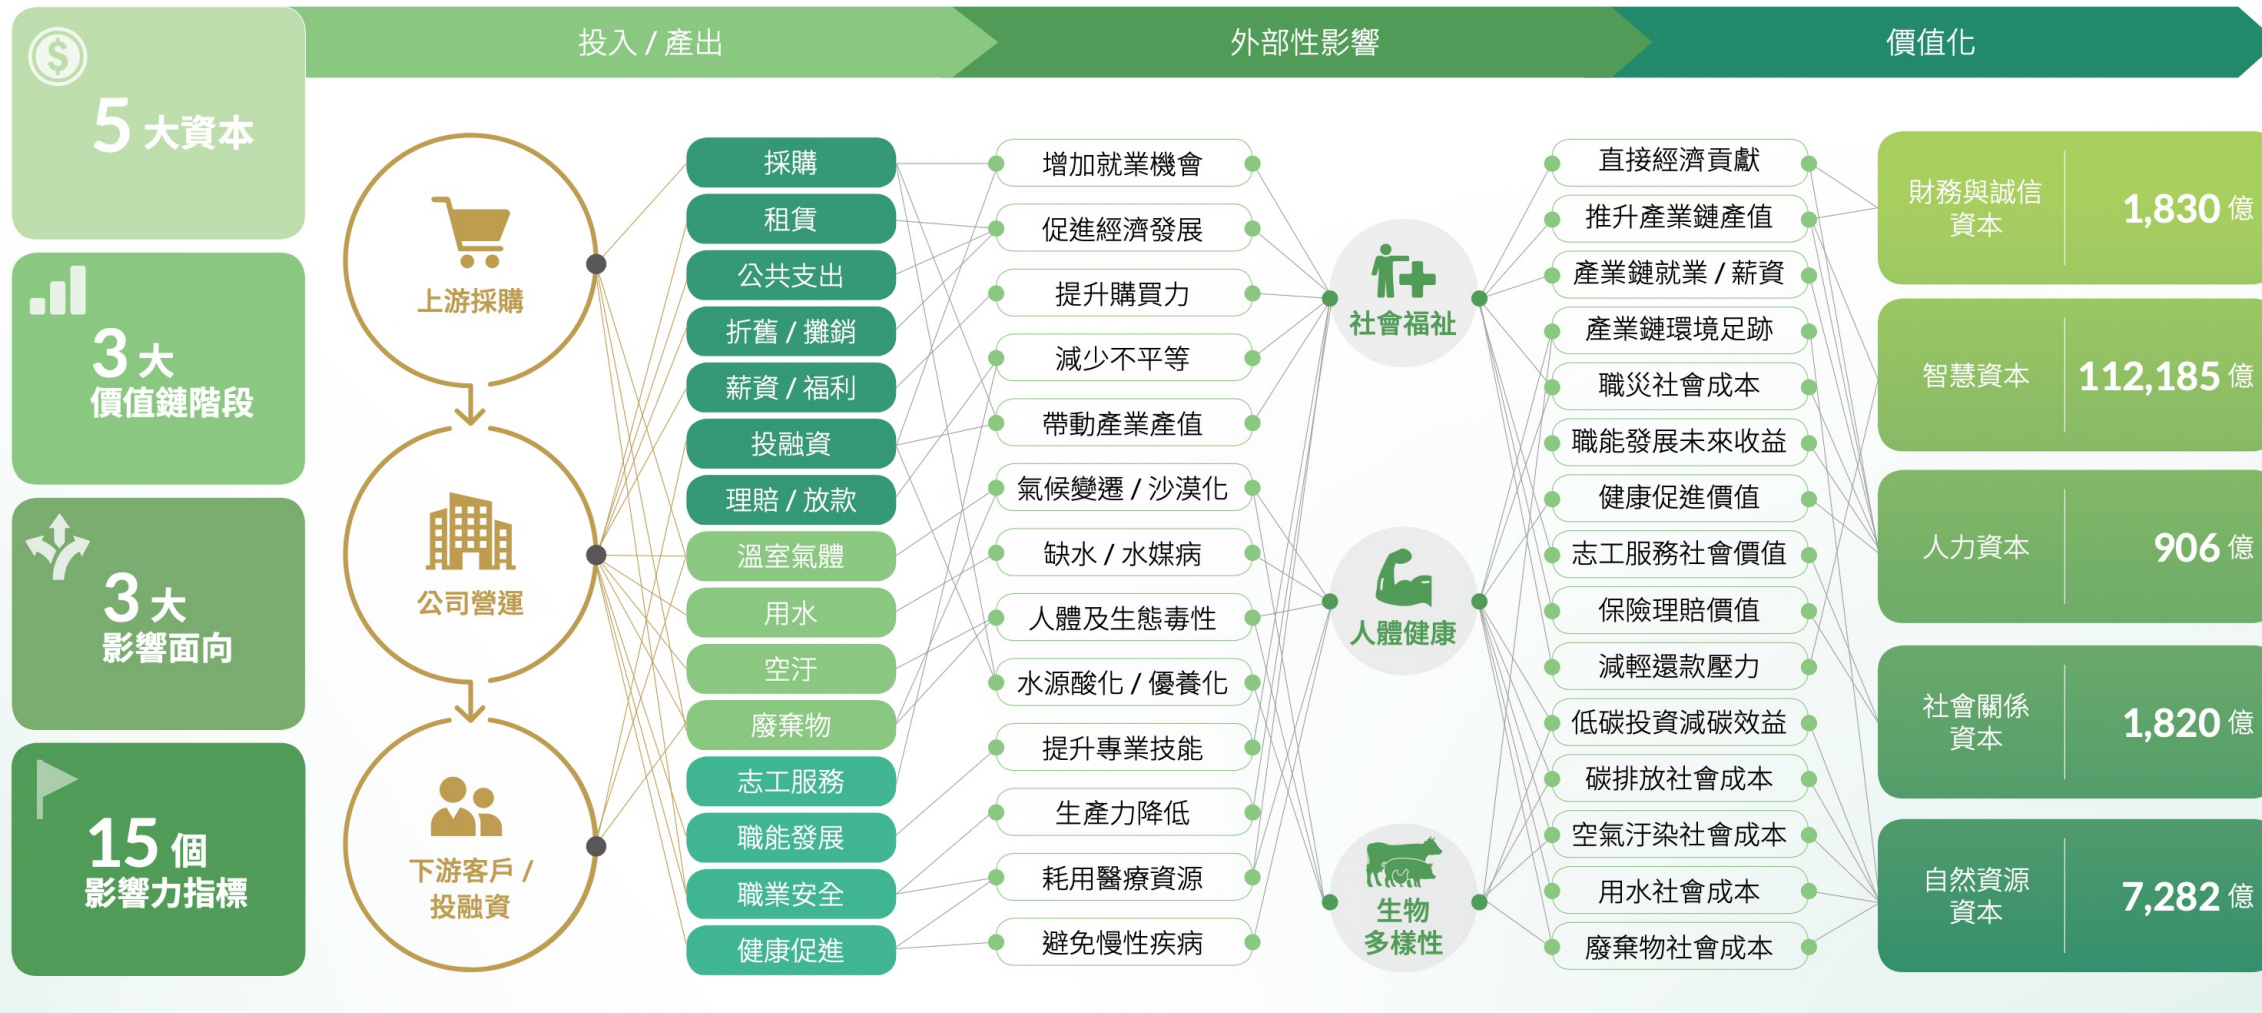 投入 / 產出
外部性影響
價值化
5 大資本
3 大
價值鏈階段
3 大
影響面向
15 個
影響力指標
上游採購
公司營運
下游客戶 /
投融資
採購
租賃
公共支出
折舊 / 攤銷
薪資 / 福利
投融資
理賠 / 放款
溫室氣體
用水
空汙
廢棄物
志工服務
職能發展
職業安全
健康促進
增加就業機會
促進經濟發展
提升購買力
減少不平等
帶動產業產值
氣候變遷 / 沙漠化
缺水 / 水媒病
人體及生態毒性
水源酸化 / 優養化
提升專業技能
生產力降低
耗用醫療資源
避免慢性疾病
社會福祉
人體健康
生物
多樣性
直接經濟貢獻
推升產業鏈產值
產業鏈就業 / 薪資
產業鏈環境足跡
職災社會成本
職能發展未來收益
健康促進價值
志工服務社會價值
保險理賠價值
減輕還款壓力
低碳投資減碳效益
碳排放社會成本
空氣汙染社會成本
用水社會成本
廢棄物社會成本
財務與誠信
資本
1,830 億
智慧資本
112,185 億
人力資本
906 億
社會關係
資本
1,820 億
自然資源
資本
7,282 億